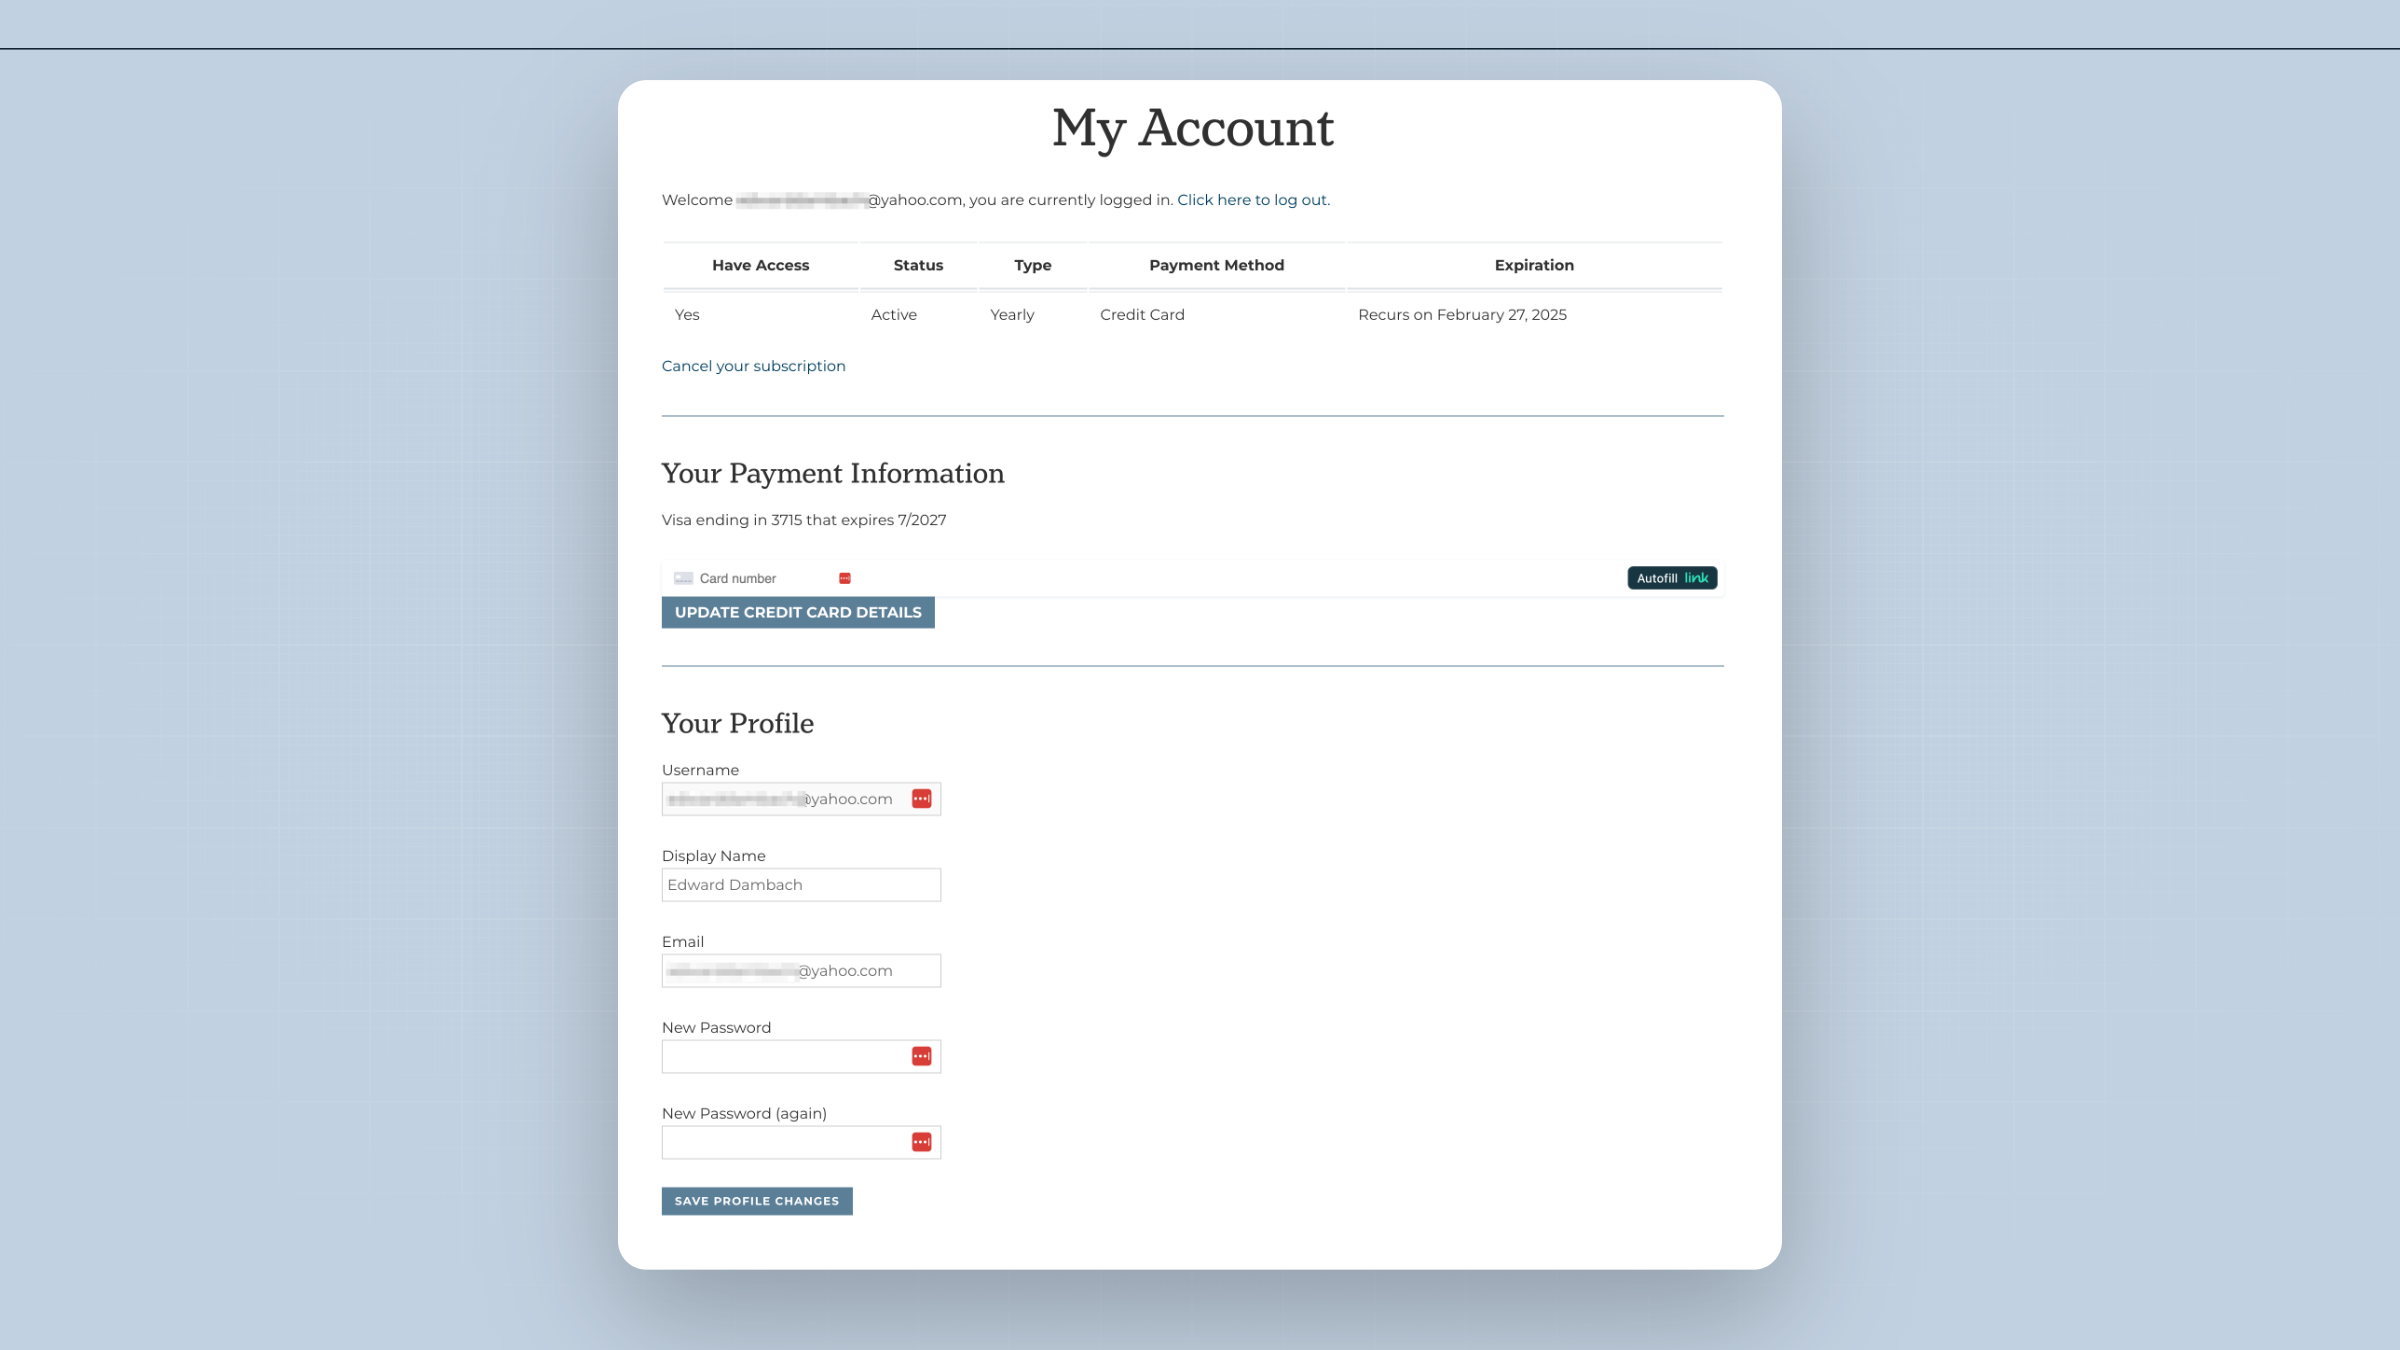 My Account
Welcome @yahoo.com, you are currently logged in. Click here to log out.
Have Access Status Type Payment Method Expiration
Yes Active Yearly Credit Card Recurs on February 27, 2025
Cancel your subscription
Your Payment Information
Visa ending in 3715 that expires 7/2027
Card number Autofill link
UPDATE CREDIT CARD DETAILS
Your Profile
Username
@yahoo.com
Display Name
Edward Dambach
Email
@yahoo.com
New Password
New Password (again)
SAVE PROFILE CHANGES